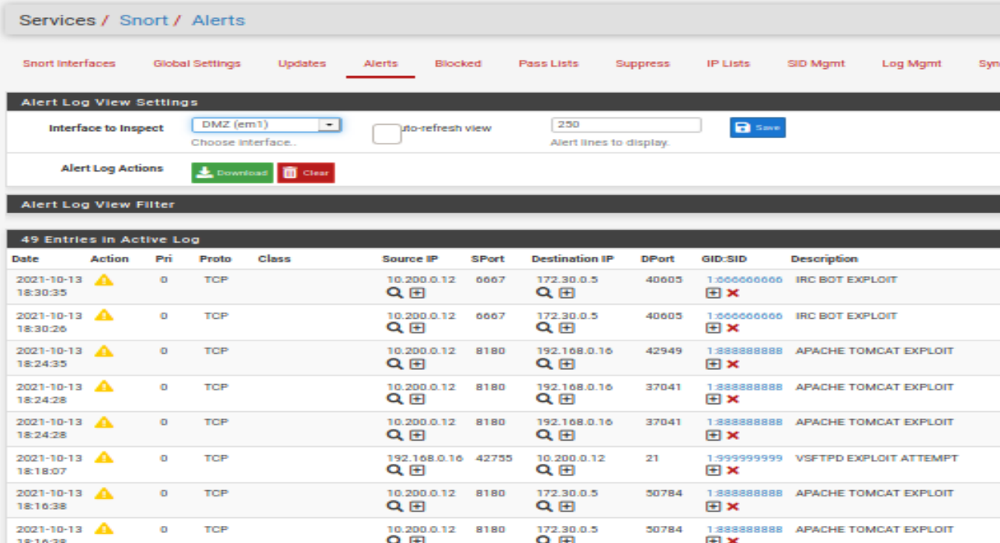 Services / Snort / Alerts
Snort Interfaces Global Settings Updates Alerts Blocked Pass Lists Suppress IP Lists SID Mgmt Log Mgmt Syn
Alert Log View Settings
Interface to Inspect DMZ (em1) uto-refresh view 250 Save
Choose interface.. Alert lines to display.
Alert Log Actions Download Clear
Alert Log View Filter
49 Entries in Active Log
Date Action Pri Proto Class Source IP SPort Destination IP DPort GID:SID Description
2021-10-13 0 TCP 10.200.0.12 6667 172.30.0.5 40605 1:666666666 IRC BOT EXPLOIT
18:30:35
2021-10-13 0 TCP 10.200.0.12 6667 172.30.0.5 40605 1:666666666 IRC BOT EXPLOIT
18:30:26
2021-10-13 0 TCP 10.200.0.12 8180 192.168.0.16 42949 1:888888888 APACHE TOMCAT EXPLOIT
18:24:35
2021-10-13 0 TCP 10.200.0.12 8180 192.168.0.16 37041 1:888888888 APACHE TOMCAT EXPLOIT
18:24:28
2021-10-13 0 TCP 10.200.0.12 8180 192.168.0.16 37041 1:888888888 APACHE TOMCAT EXPLOIT
18:24:28
2021-10-13 0 TCP 192.168.0.16 42755 10.200.0.12 21 1:999999999 VSFTPD EXPLOIT ATTEMPT
18:18:07
2021-10-13 0 TCP 10.200.0.12 8180 172.30.0.5 50784 1:888888888 APACHE TOMCAT EXPLOIT
18:16:38
2021-10-13 0 TCP 10.200.0.12 8180 172.30.0.5 50784 1:888888888 APACHE TOMCAT EXPLOIT
18:16:38